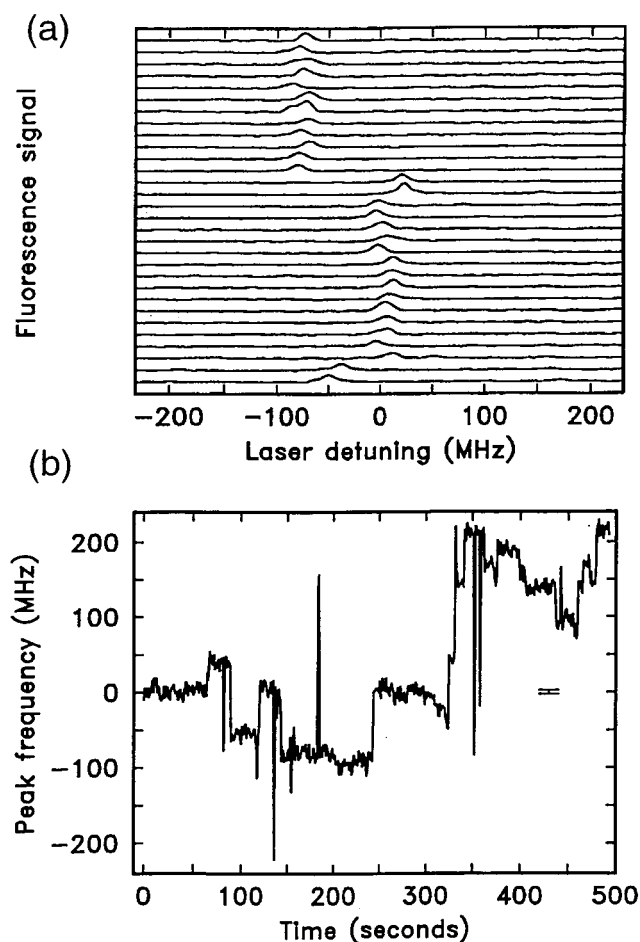 (a)
Fluorescence signal
−200 −100 0 100 200
Laser detuning (MHz)
(b)
Peak frequency (MHz)
200
100
0
−100
−200
0 100 200 300 400 500
Time (seconds)